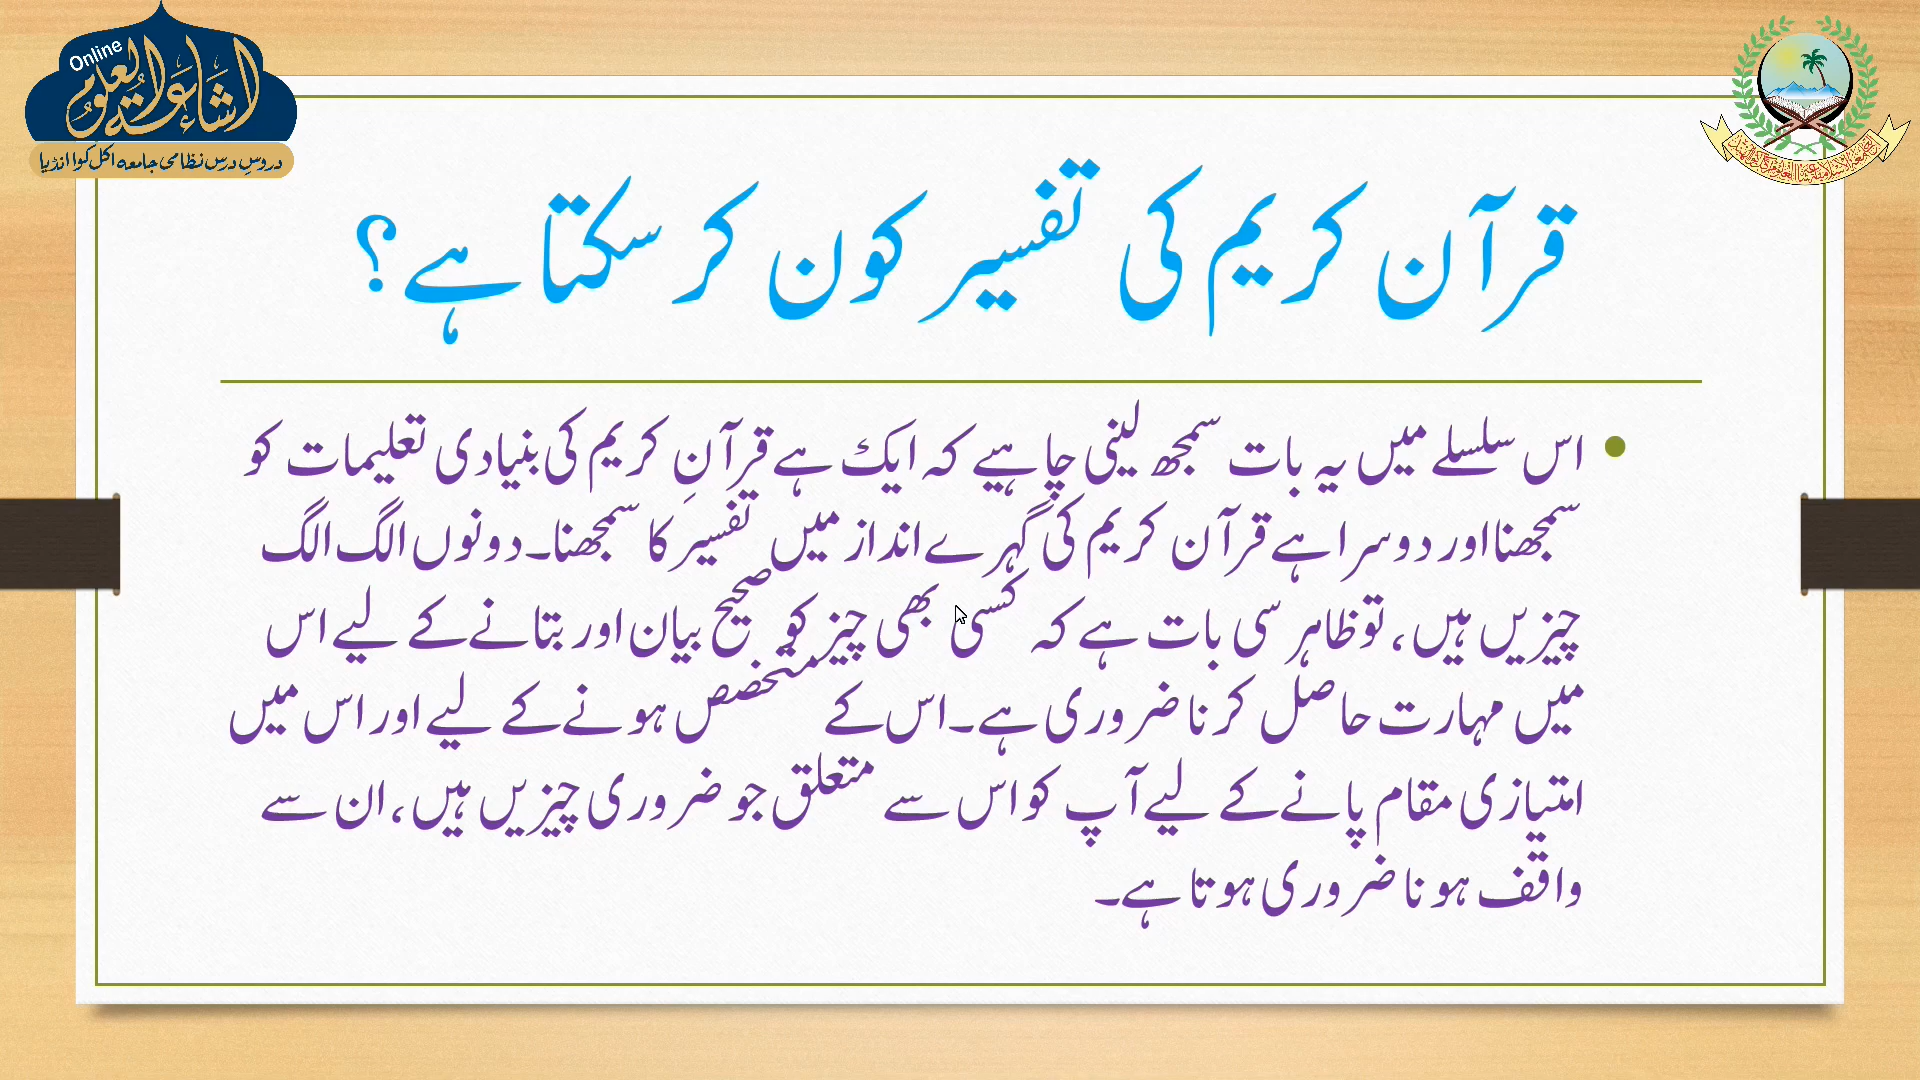 Online
اشاعۃ العلوم
دروسِ درس نظامی جامعہ اکل کوا انڈیا
قرآن کریم کی تفسیر کون کر سکتا ہے؟
اس سلسلے میں یہ بات سمجھ لینی چاہیے کہ ایک ہے قرآنِ کریم کی بنیادی تعلیمات کو
سمجھنا اور دوسرا ہے قرآن کریم کی گہرے انداز میں تفسیر کا سمجھنا۔ دونوں الگ الگ
چیزیں ہیں، تو ظاہر سی بات ہے کہ کسی بھی چیز کو صحیح بیان اور بتانے کے لیے اس
میں مہارت حاصل کرنا ضروری ہے۔ اس کے متخصص ہونے کے لیے اور اس میں
امتیازی مقام پانے کے لیے آپ کو اس سے متعلق جو ضروری چیزیں ہیں، ان سے
واقف ہونا ضروری ہوتا ہے۔